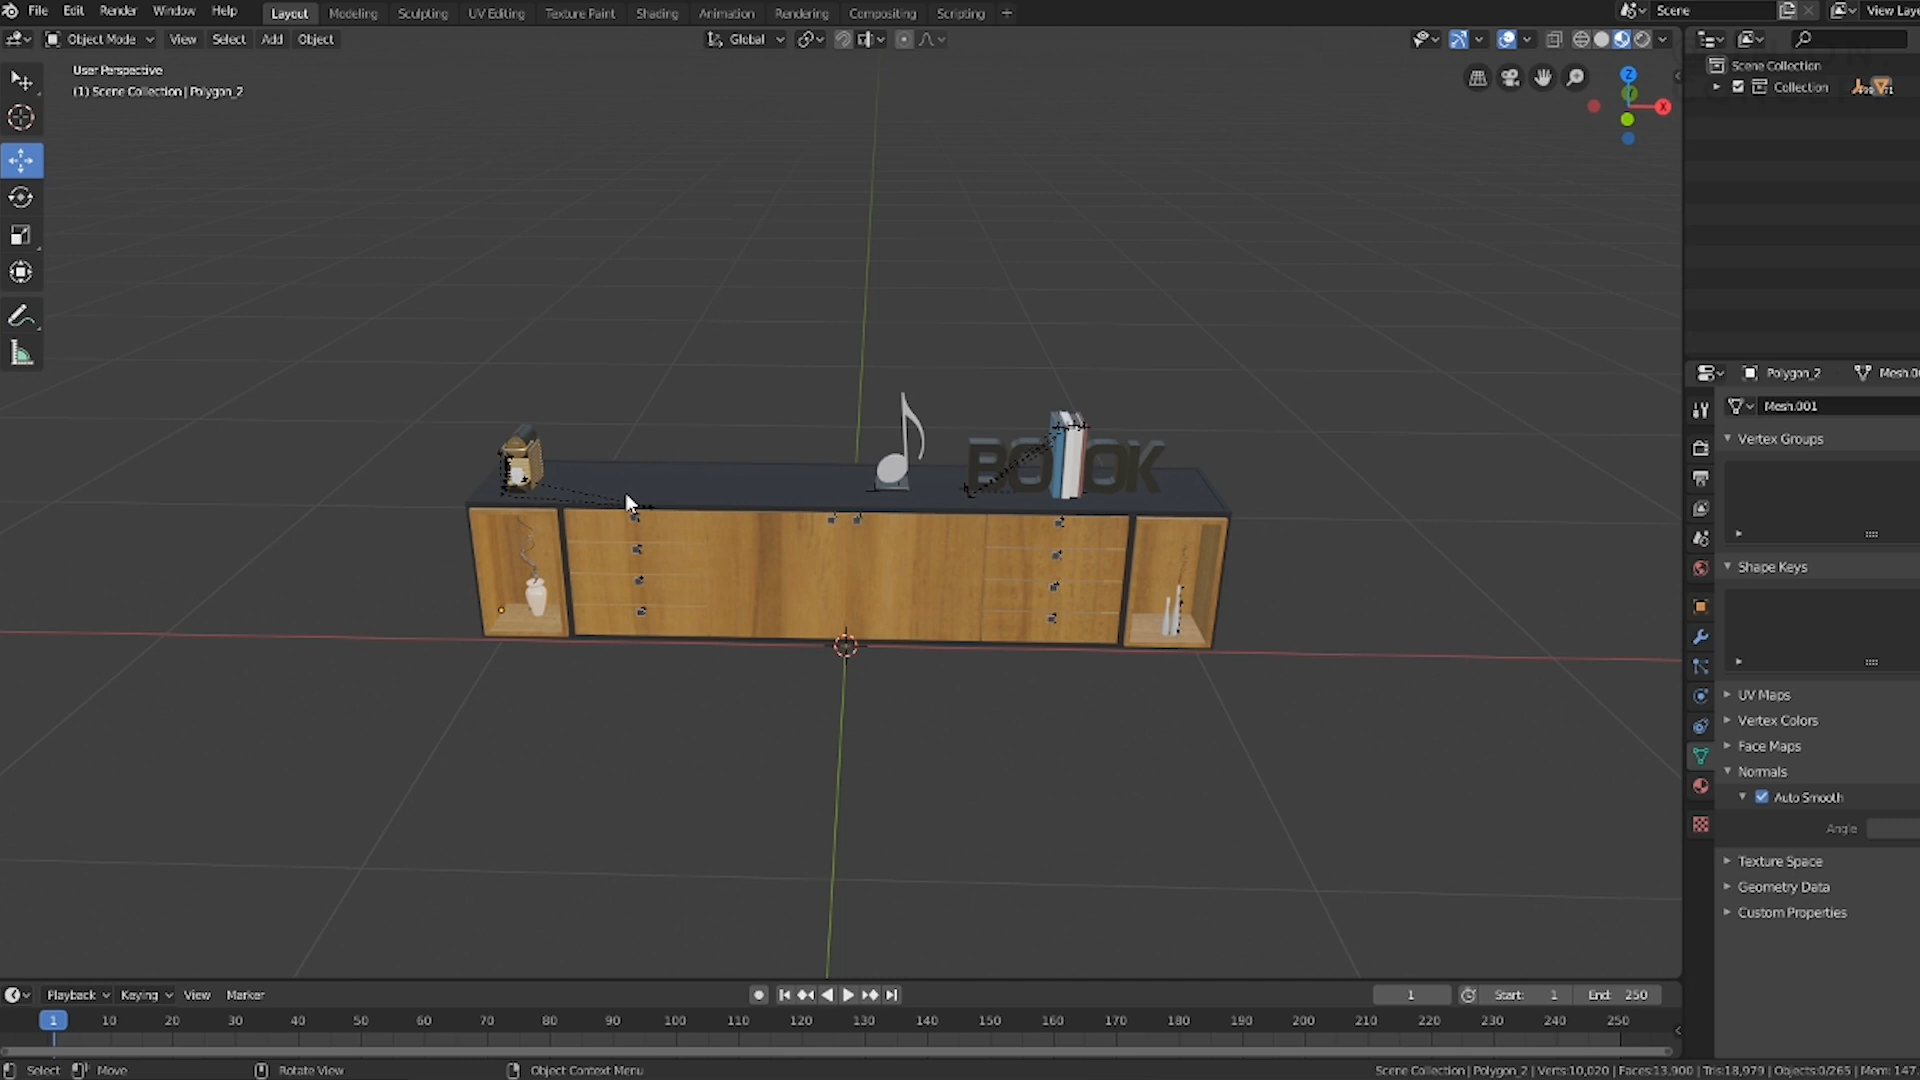 File Edit Render Window Help Layout Modeling Sculpting UV Editing Texture Paint Shading Animation Rendering Compositing Scripting + Scene View Laye
Object Mode View Select Add Object Global
User Perspective
(1) Scene Collection | Polygon_2
Z
X
Scene Collection
Collection
BOOK
Polygon_2 Mesh.00
Mesh.001
Vertex Groups
Shape Keys
UV Maps
Vertex Colors
Face Maps
Normals
Auto Smooth
Angle
Texture Space
Geometry Data
Custom Properties
Playback Keying View Marker 1 Start: 1 End: 250
1 10 20 30 40 50 60 70 80 90 100 110 120 130 140 150 160 170 180 190 200 210 220 230 240 250
Select Move Rotate View Object Context Menu Scene Collection | Polygon_2 | Verts:10,020 | Faces:13,900 | Tris:18,979 | Objects:0/265 | Mem: 147.